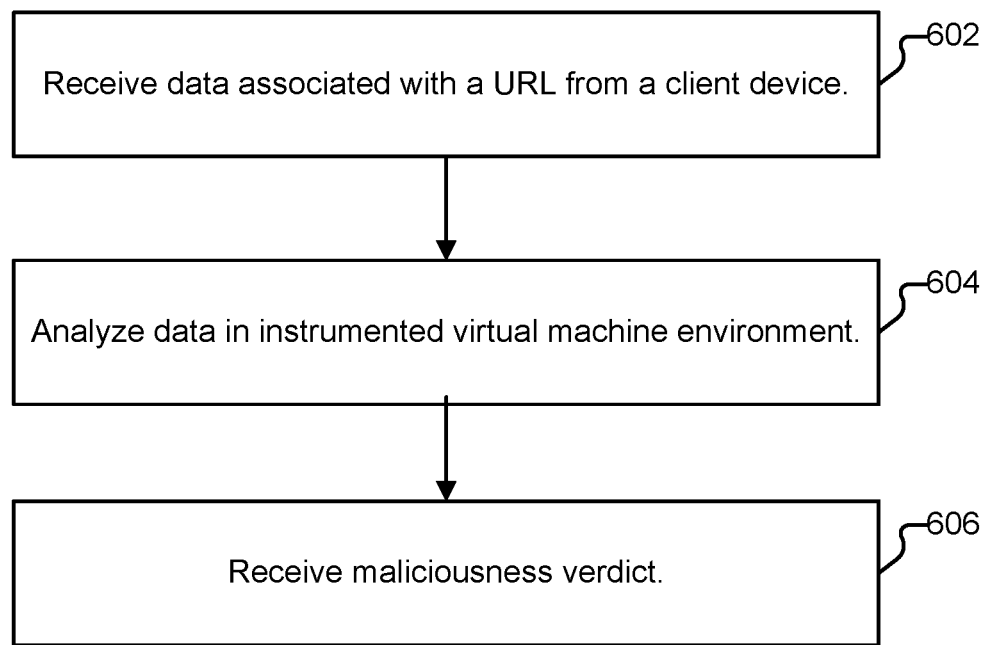 602
Receive data associated with a URL from a client device.
604
Analyze data in instrumented virtual machine environment.
606
Receive maliciousness verdict.